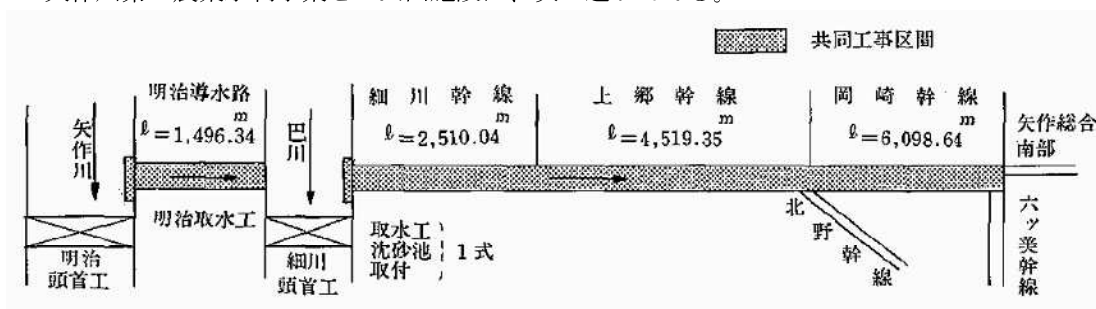 共同工事区間
明治導水路
ℓ=1,496.34m
細川幹線
ℓ=2,510.04m
上郷幹線
ℓ=4,519.35m
岡崎幹線
ℓ=6,098.64m
矢作総合
南部
矢作川
巴川
明治取水工
明治
頭首工
細川
頭首工
取水工
沈砂池
取付
1式
北野幹線
六ッ美幹線